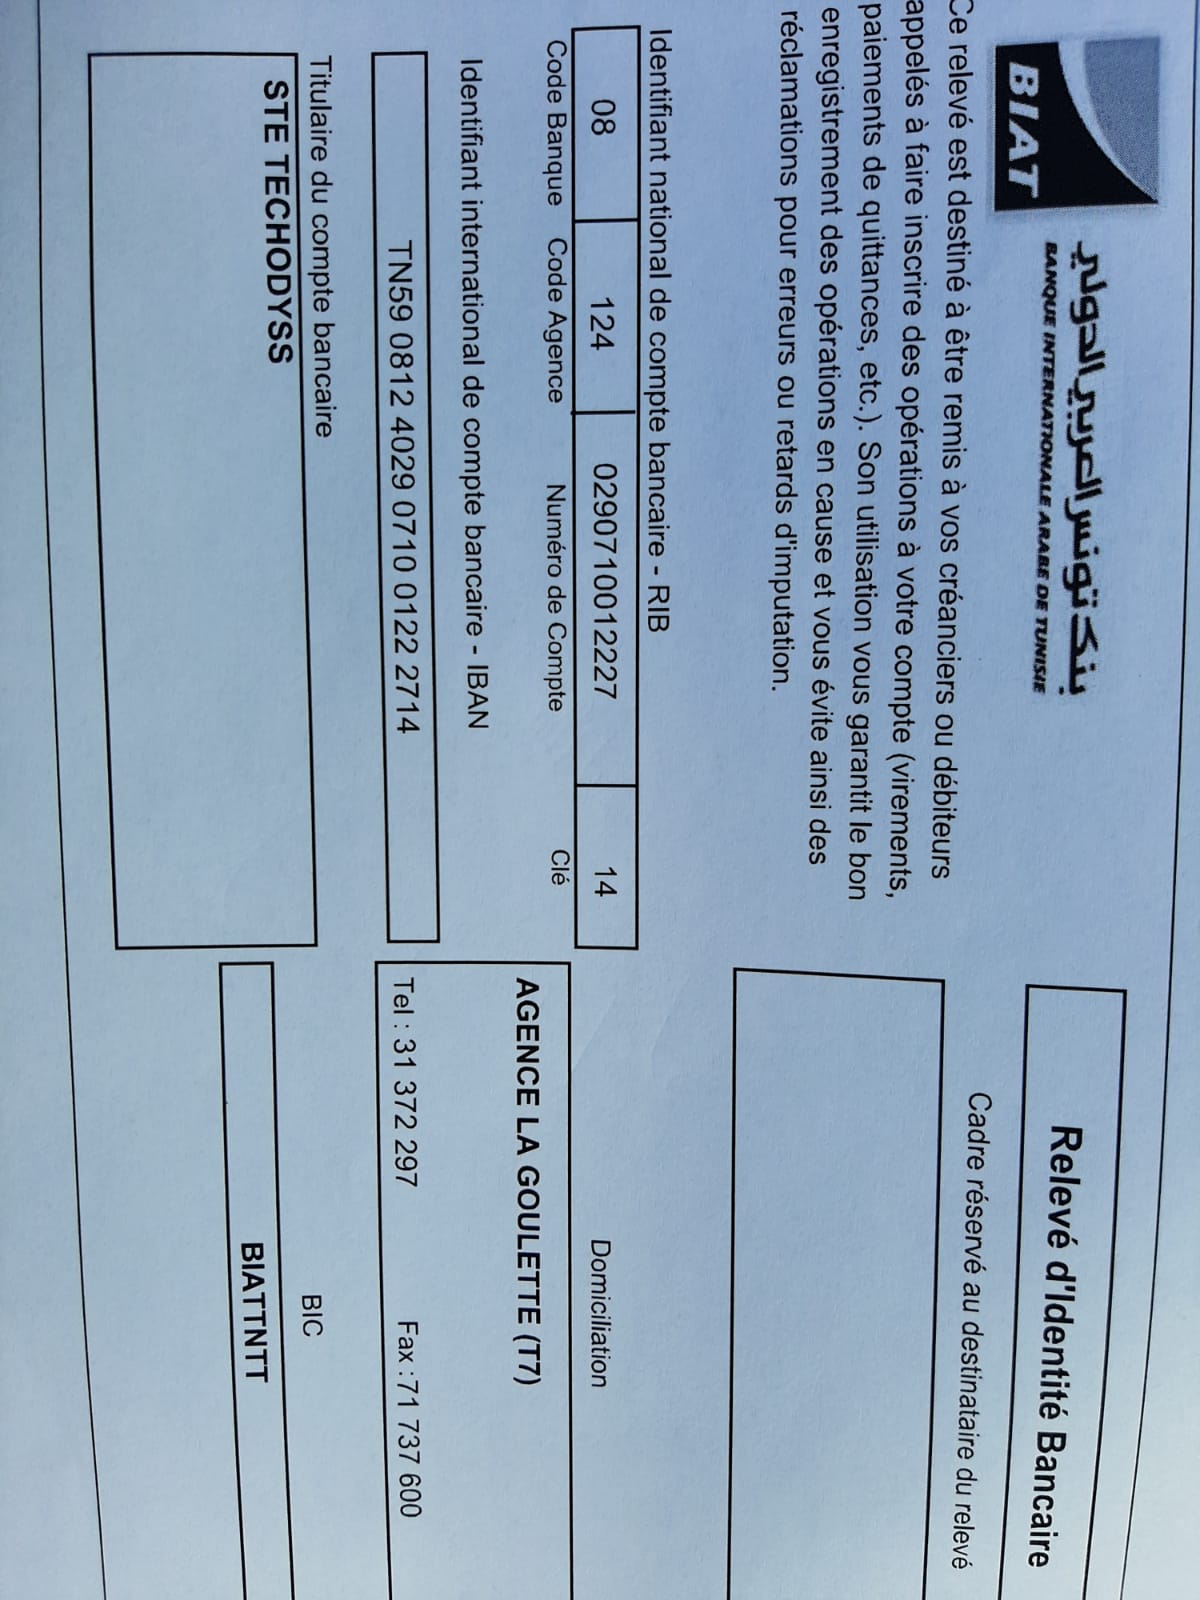 BIAT
بنك تونس العربي الدولي
BANQUE INTERNATIONALE ARABE DE TUNISIE
Relevé d'Identité Bancaire
Ce relevé est destiné à être remis à vos créanciers ou débiteurs
appelés à faire inscrire des opérations à votre compte (virements,
paiements de quittances, etc.). Son utilisation vous garantit le bon
enregistrement des opérations en cause et vous évite ainsi des
réclamations pour erreurs ou retards d'imputation.
Cadre réservé au destinataire du relevé
Identifiant national de compte bancaire - RIB
08 124 0290710012227 14
Code Banque Code Agence Numéro de Compte Clé
Domiciliation
AGENCE LA GOULETTE (T7)
Identifiant international de compte bancaire - IBAN
TN59 0812 4029 0710 0122 2714
Tel : 31 372 297 Fax :71 737 600
Titulaire du compte bancaire
BIC
STE TECHODYSS
BIATTNTT